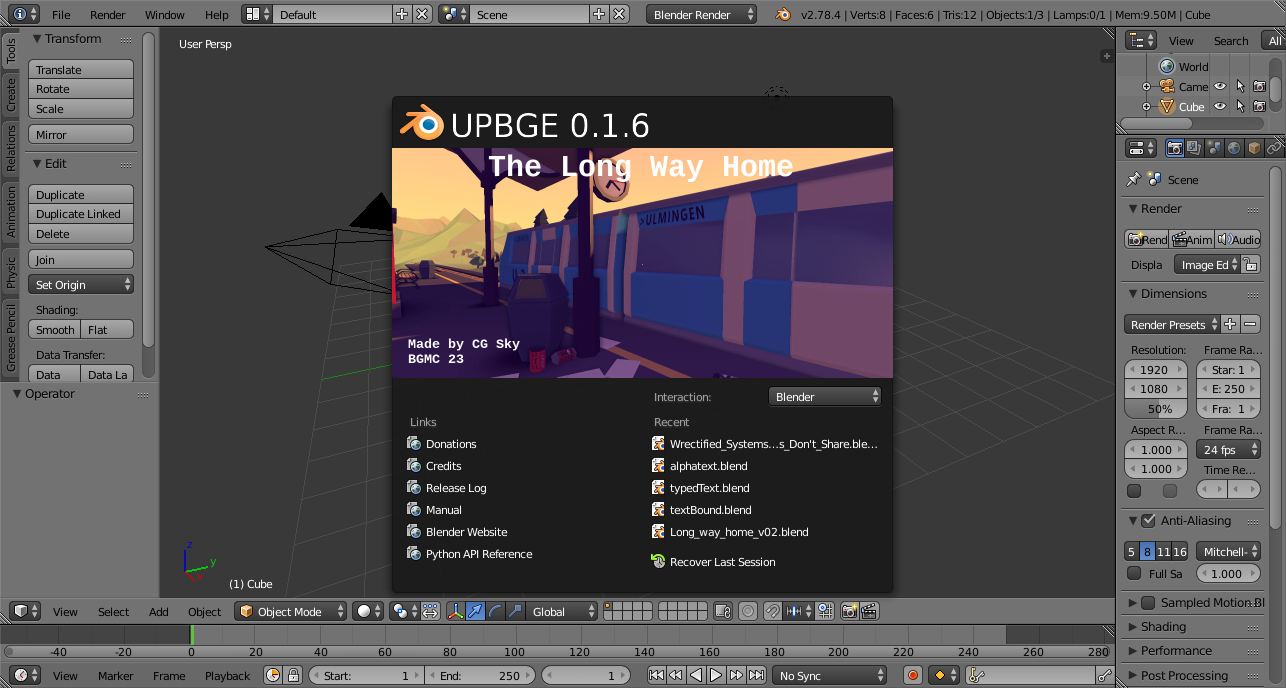 File Render Window Help Default Scene Blender Render v2.78.4 | Verts:8 | Faces:6 | Tris:12 | Objects:1/3 | Lamps:0/1 | Mem:9.50M | Cube
Tools
Create
Relations
Animation
Physic
Grease Pencil
Transform
Translate
Rotate
Scale
Mirror
Edit
Duplicate
Duplicate Linked
Delete
Join
Set Origin
Shading:
Smooth Flat
Data Transfer:
Data Data La
Operator
User Persp
UPBGE 0.1.6
The Long Way Home
ULMINGEN
Made by CG Sky
BGMC 23
Interaction: Blender
Links
Donations
Credits
Release Log
Manual
Blender Website
Python API Reference
Recent
Wrectified_Systems...s_Don't_Share.ble...
alphatext.blend
typedText.blend
textBound.blend
Long_way_home_v02.blend
Recover Last Session
z
y
x
(1) Cube
View Select Add Object Object Mode Global
-40 -20 0 20 40 60 80 100 120 140 160 180 200 220 240 260 280
View Marker Frame Playback Start: 1 End: 250 1 No Sync
View Search All
World
Came
Cube
Scene
Render
Rend Anim Audio
Displa Image Ed
Dimensions
Render Presets
Resolution: Frame Ra...
1920 Star: 1
1080 E: 250
50% Fra: 1
Aspect R... Frame Ra...
1.000 24 fps
1.000 Time Re...
Anti-Aliasing
5 8 11 16 Mitchell-
Full Sa 1.000
Sampled Motion Bl
Shading
Performance
Post Processing